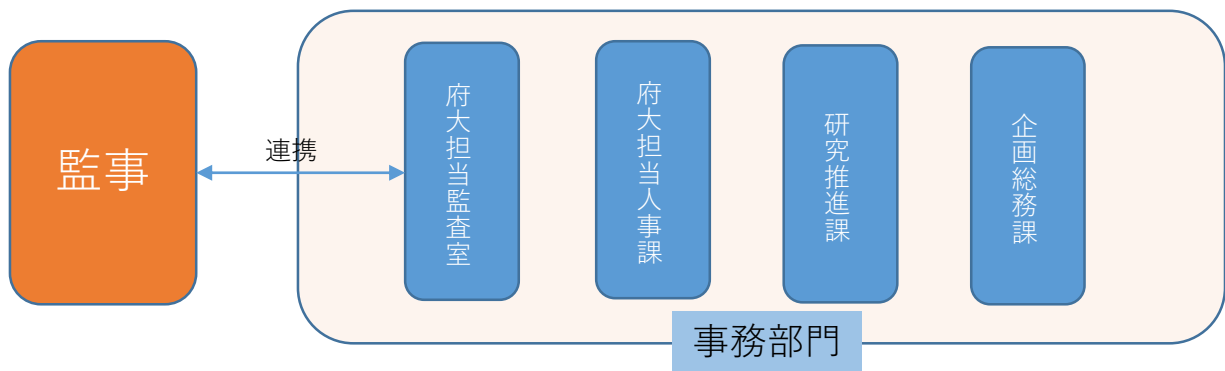 監事
連携
府大担当監査室
府大担当人事課
研究推進課
企画総務課
事務部門